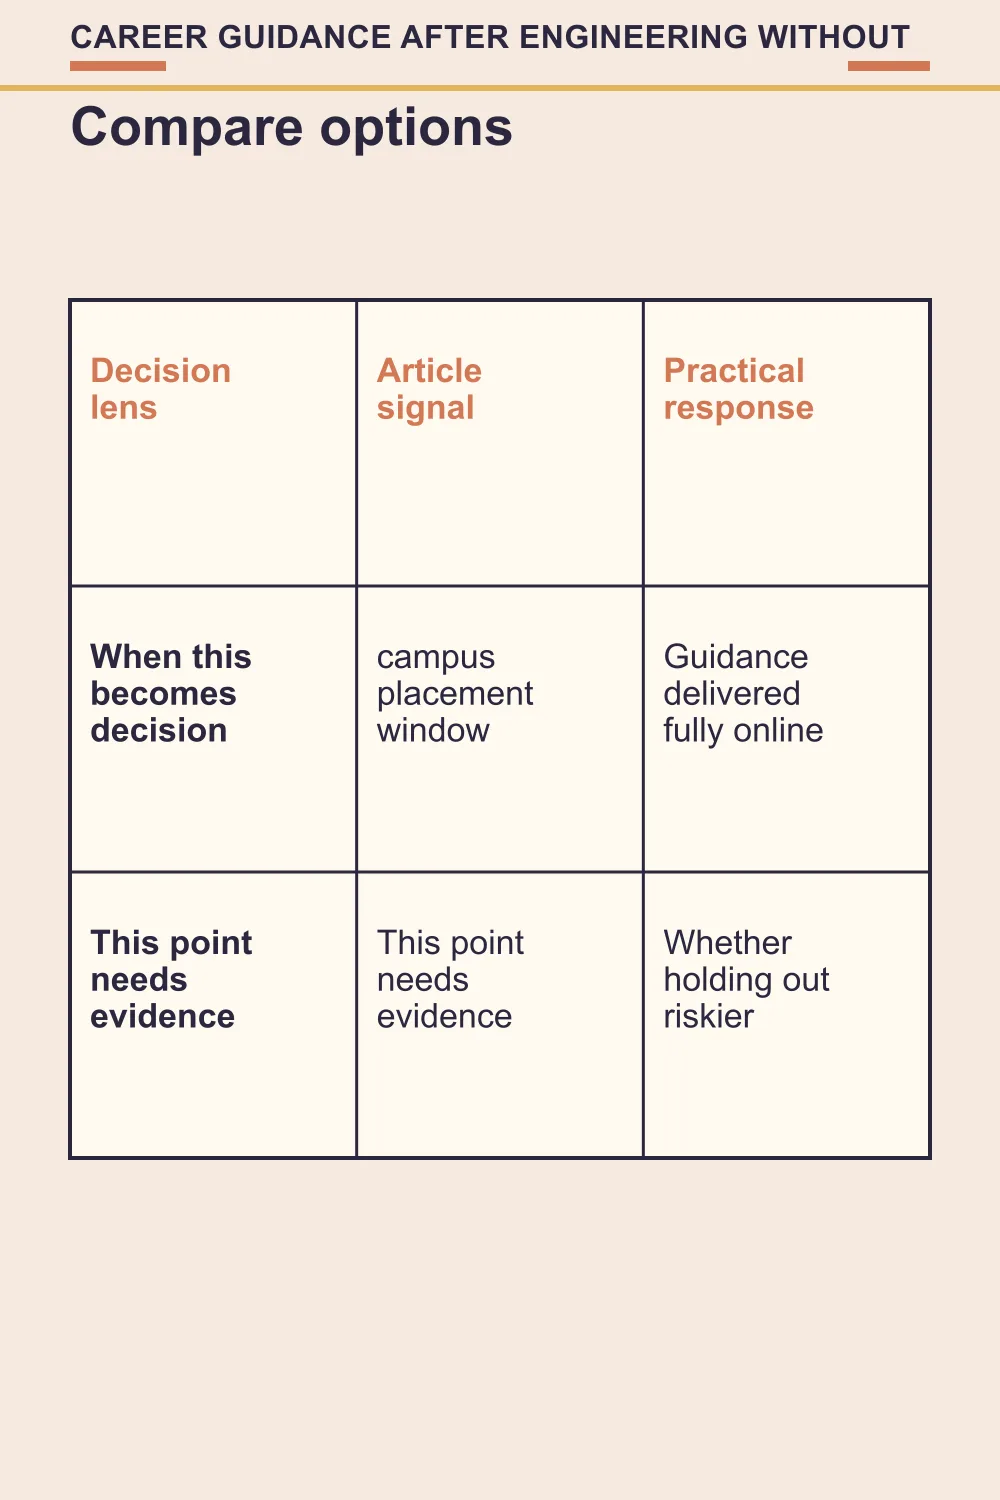 CAREER GUIDANCE AFTER ENGINEERING WITHOUT
Compare options
Decision
lens
Article
signal
Practical
response
When this
becomes
decision
campus
placement
window
Guidance
delivered
fully online
This point
needs
evidence
This point
needs
evidence
Whether
holding out
riskier